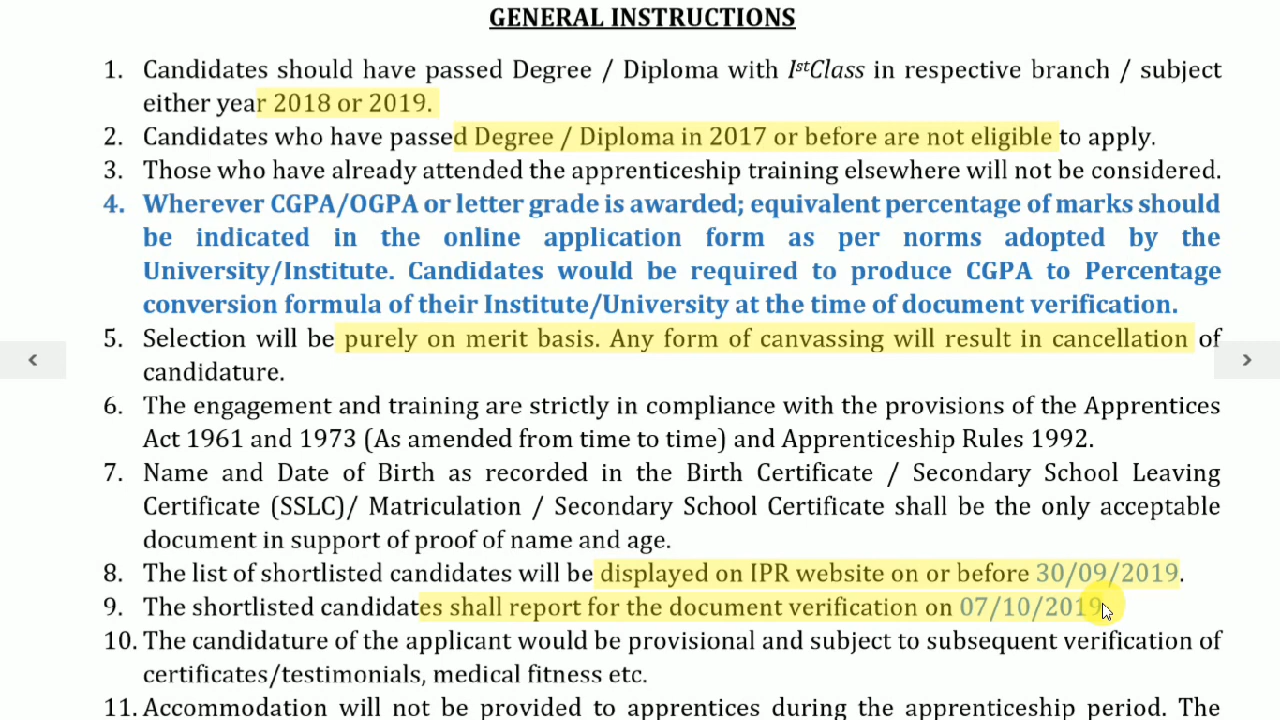 GENERAL INSTRUCTIONS
1. Candidates should have passed Degree / Diploma with IstClass in respective branch / subject
either year 2018 or 2019.
2. Candidates who have passed Degree / Diploma in 2017 or before are not eligible to apply.
3. Those who have already attended the apprenticeship training elsewhere will not be considered.
4. Wherever CGPA/OGPA or letter grade is awarded; equivalent percentage of marks should
be indicated in the online application form as per norms adopted by the
University/Institute. Candidates would be required to produce CGPA to Percentage
conversion formula of their Institute/University at the time of document verification.
5. Selection will be purely on merit basis. Any form of canvassing will result in cancellation of
candidature.
6. The engagement and training are strictly in compliance with the provisions of the Apprentices
Act 1961 and 1973 (As amended from time to time) and Apprenticeship Rules 1992.
7. Name and Date of Birth as recorded in the Birth Certificate / Secondary School Leaving
Certificate (SSLC)/ Matriculation / Secondary School Certificate shall be the only acceptable
document in support of proof of name and age.
8. The list of shortlisted candidates will be displayed on IPR website on or before 30/09/2019.
9. The shortlisted candidates shall report for the document verification on 07/10/2019
10. The candidature of the applicant would be provisional and subject to subsequent verification of
certificates/testimonials, medical fitness etc.
11. Accommodation will not be provided to apprentices during the apprenticeship period. The